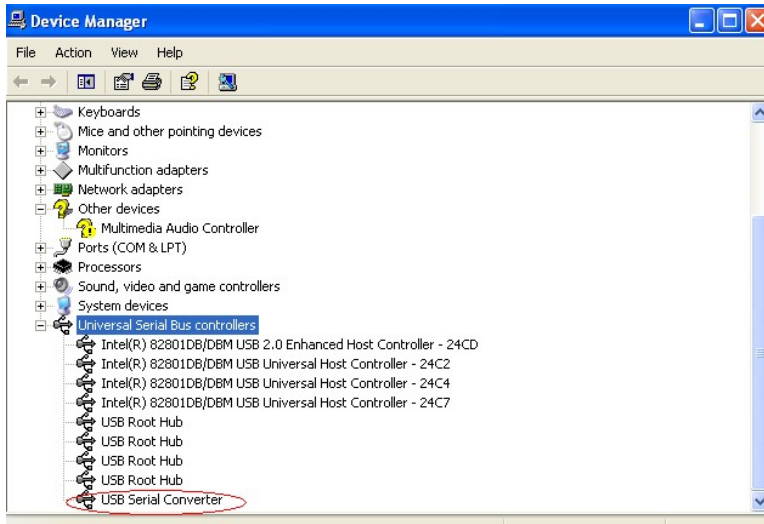 Device Manager
File Action View Help
Keyboards
Mice and other pointing devices
Monitors
Multifunction adapters
Network adapters
Other devices
Multimedia Audio Controller
Ports (COM & LPT)
Processors
Sound, video and game controllers
System devices
Universal Serial Bus controllers
Intel(R) 82801DB/DBM USB 2.0 Enhanced Host Controller - 24CD
Intel(R) 82801DB/DBM USB Universal Host Controller - 24C2
Intel(R) 82801DB/DBM USB Universal Host Controller - 24C4
Intel(R) 82801DB/DBM USB Universal Host Controller - 24C7
USB Root Hub
USB Root Hub
USB Root Hub
USB Root Hub
USB Serial Converter